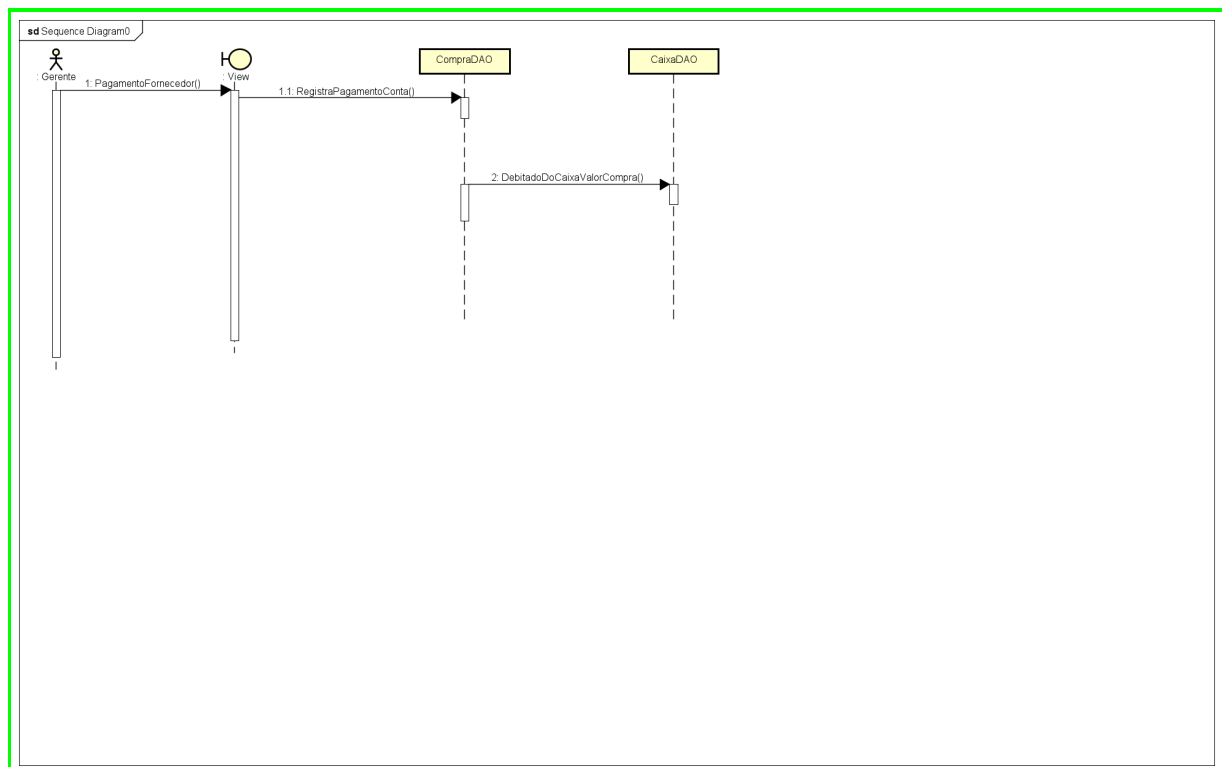 sd Sequence Diagram0
: Gerente
: View
CompraDAO
CaixaDAO
1: PagamentoFornecedor()
1.1: RegistraPagamentoConta()
2: DebitadoDoCaixaValorCompra()